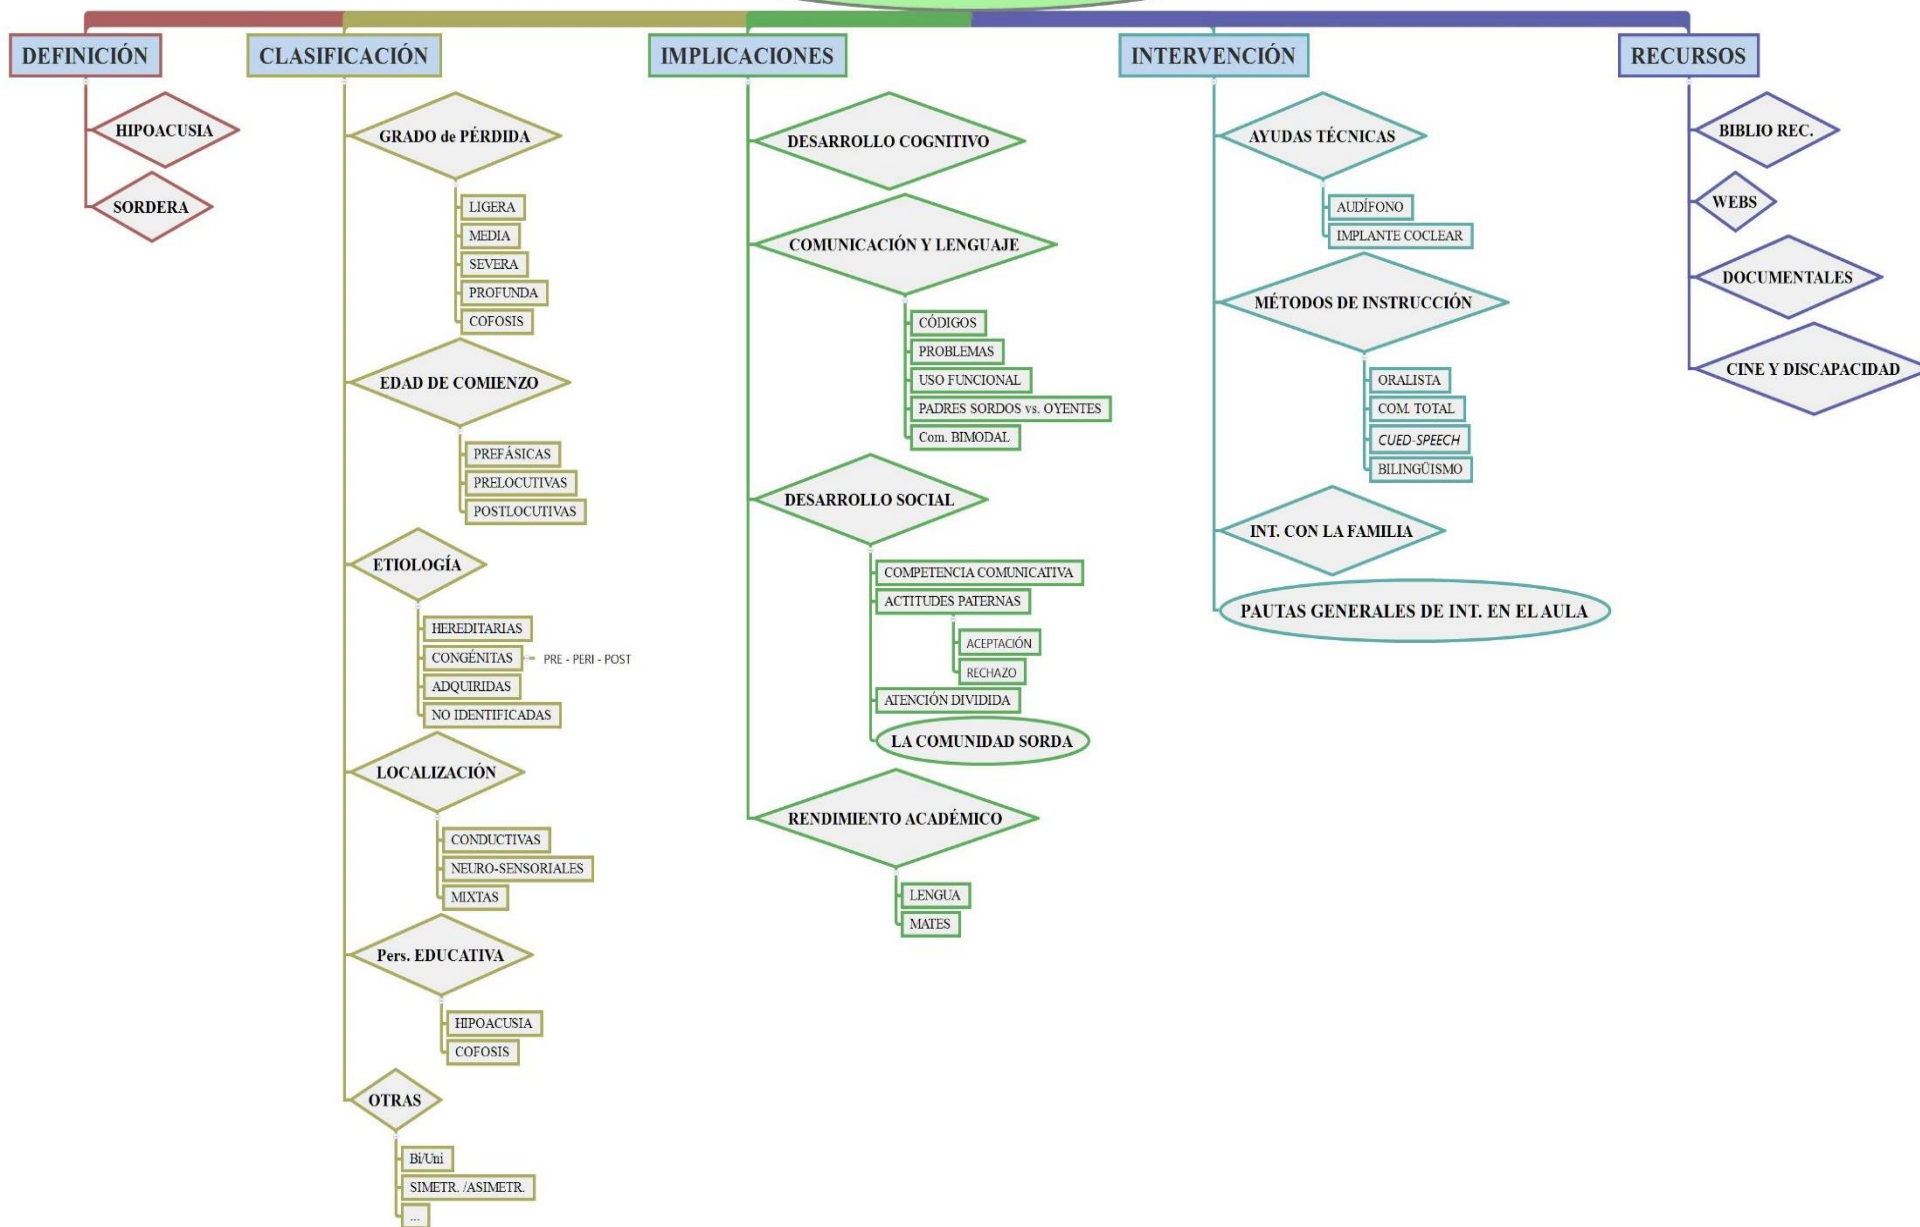 DEFINICIÓN
HIPOACUSIA
SORDERA
CLASIFICACIÓN
GRADO de PÉRDIDA
LIGERA
MEDIA
SEVERA
PROFUNDA
COFOSIS
EDAD DE COMIENZO
PREFÁSICAS
PRELOCUTIVAS
POSTLOCUTIVAS
ETIOLOGÍA
HEREDITARIAS
CONGÉNITAS PRE - PERI - POST
ADQUIRIDAS
NO IDENTIFICADAS
LOCALIZACIÓN
CONDUCTIVAS
NEURO-SENSORIALES
MIXTAS
Pers. EDUCATIVA
HIPOACUSIA
COFOSIS
OTRAS
Bi/Uni
SIMETR. /ASIMETR.
...
IMPLICACIONES
DESARROLLO COGNITIVO
COMUNICACIÓN Y LENGUAJE
CÓDIGOS
PROBLEMAS
USO FUNCIONAL
PADRES SORDOS vs. OYENTES
Com. BIMODAL
DESARROLLO SOCIAL
COMPETENCIA COMUNICATIVA
ACTITUDES PATERNAS
ACEPTACIÓN
RECHAZO
ATENCIÓN DIVIDIDA
LA COMUNIDAD SORDA
RENDIMIENTO ACADÉMICO
LENGUA
MATES
INTERVENCIÓN
AYUDAS TÉCNICAS
AUDÍFONO
IMPLANTE COCLEAR
MÉTODOS DE INSTRUCCIÓN
ORALISTA
COM. TOTAL
CUED-SPEECH
BILINGÜISMO
INT. CON LA FAMILIA
PAUTAS GENERALES DE INT. EN EL AULA
RECURSOS
BIBLIO REC.
WEBS
DOCUMENTALES
CINE Y DISCAPACIDAD